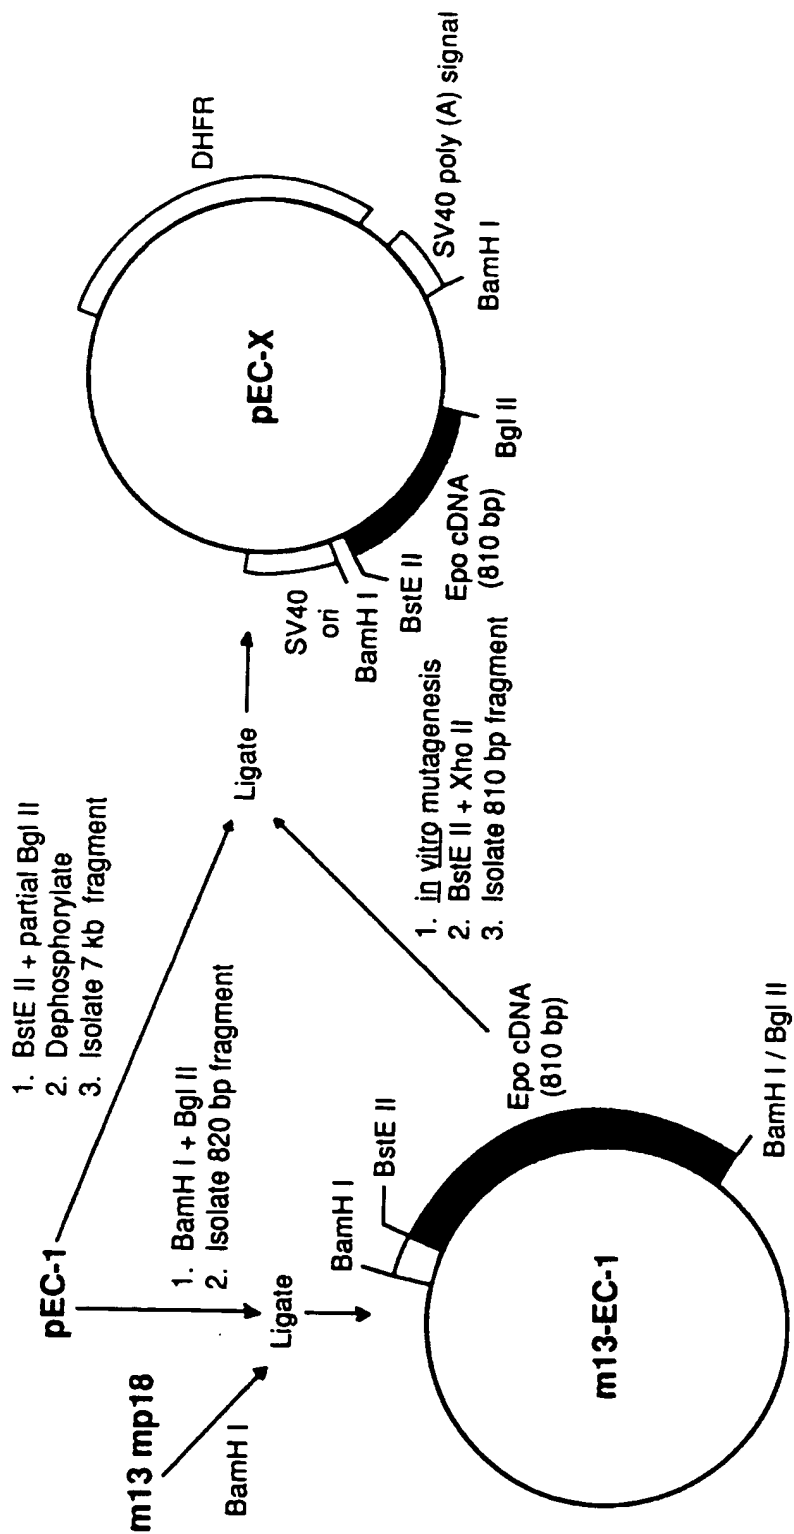 m13 mp18
BamH I
pEC-1
1. BamH I + Bgl II
2. Isolate 820 bp fragment
Ligate
1. BstE II + partial Bgl II
2. Dephosphorylate
3. Isolate 7 kb fragment
m13-EC-1
BamH I
BstE II
Epo cDNA
(810 bp)
BamH I / Bgl II
1. in vitro mutagenesis
2. BstE II + Xho II
3. Isolate 810 bp fragment
Ligate
pEC-X
SV40
ori
BamH I
BstE II
Epo cDNA
(810 bp)
Bgl II
BamH I
SV40 poly (A) signal
DHFR